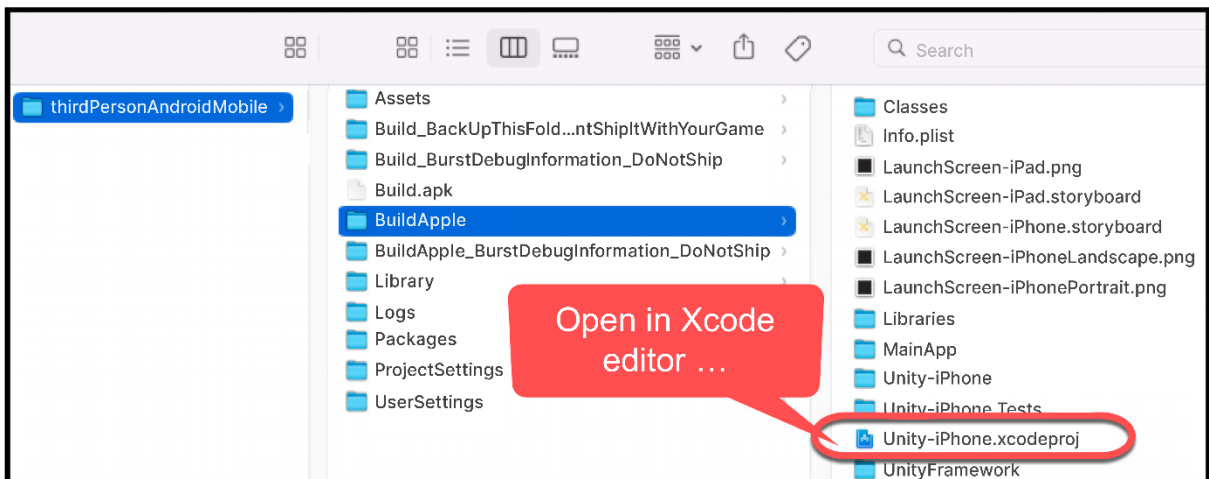 Search
thirdPersonAndroidMobile
Assets
Build_BackUpThisFold...ntShipItWithYourGame
Build_BurstDebugInformation_DoNotShip
Build.apk
BuildApple
BuildApple_BurstDebugInformation_DoNotShip
Library
Logs
Packages
ProjectSettings
UserSettings
Open in Xcode
editor ...
Classes
Info.plist
LaunchScreen-iPad.png
LaunchScreen-iPad.storyboard
LaunchScreen-iPhone.storyboard
LaunchScreen-iPhoneLandscape.png
LaunchScreen-iPhonePortrait.png
Libraries
MainApp
Unity-iPhone
Unity-iPhone Tests
Unity-iPhone.xcodeproj
UnityFramework